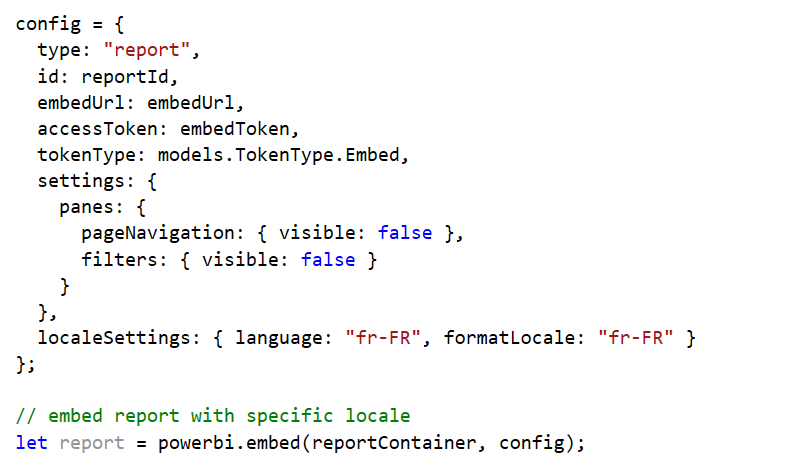 config = {
  type: "report",
  id: reportId,
  embedUrl: embedUrl,
  accessToken: embedToken,
  tokenType: models.TokenType.Embed,
  settings: {
    panes: {
      pageNavigation: { visible: false },
      filters: { visible: false }
    }
  },
  localeSettings: { language: "fr-FR", formatLocale: "fr-FR" }
};

// embed report with specific locale
let report = powerbi.embed(reportContainer, config);